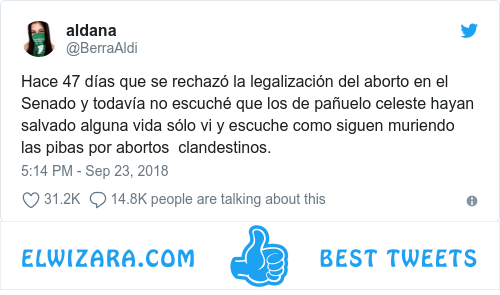 aldana
@BerraAldi
Hace 47 días que se rechazó la legalización del aborto en el
Senado y todavía no escuché que los de pañuelo celeste hayan
salvado alguna vida sólo vi y escuche como siguen muriendo
las pibas por abortos  clandestinos.
5:14 PM - Sep 23, 2018
31.2K 14.8K people are talking about this
ELWIZARA.COM BEST TWEETS